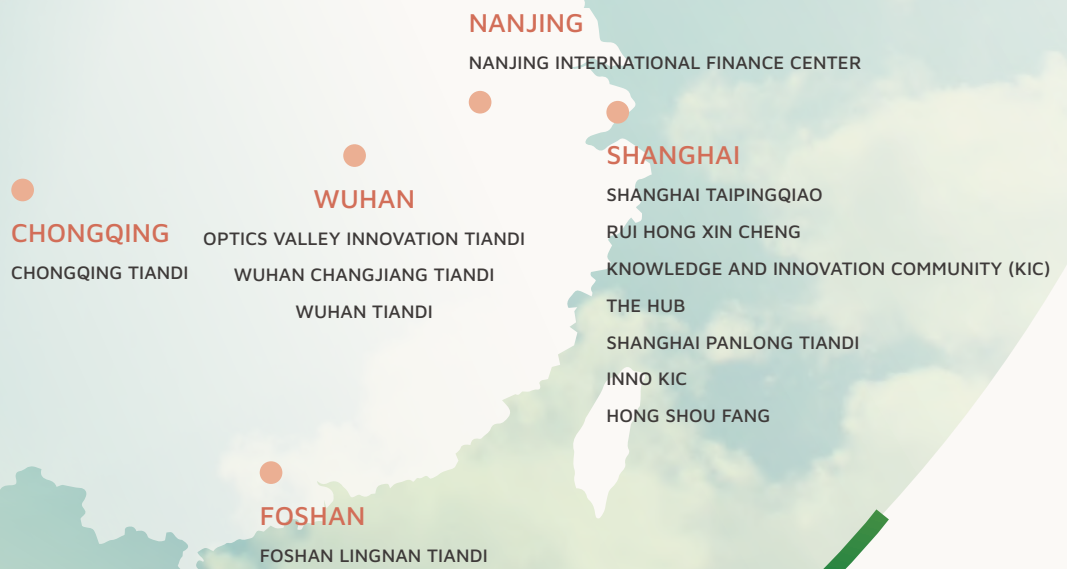 NANJING
NANJING INTERNATIONAL FINANCE CENTER
SHANGHAI
SHANGHAI TAIPINGQIAO
RUI HONG XIN CHENG
KNOWLEDGE AND INNOVATION COMMUNITY (KIC)
THE HUB
SHANGHAI PANLONG TIANDI
INNO KIC
HONG SHOU FANG
WUHAN
OPTICS VALLEY INNOVATION TIANDI
WUHAN CHANGJIANG TIANDI
WUHAN TIANDI
CHONGQING
CHONGQING TIANDI
FOSHAN
FOSHAN LINGNAN TIANDI